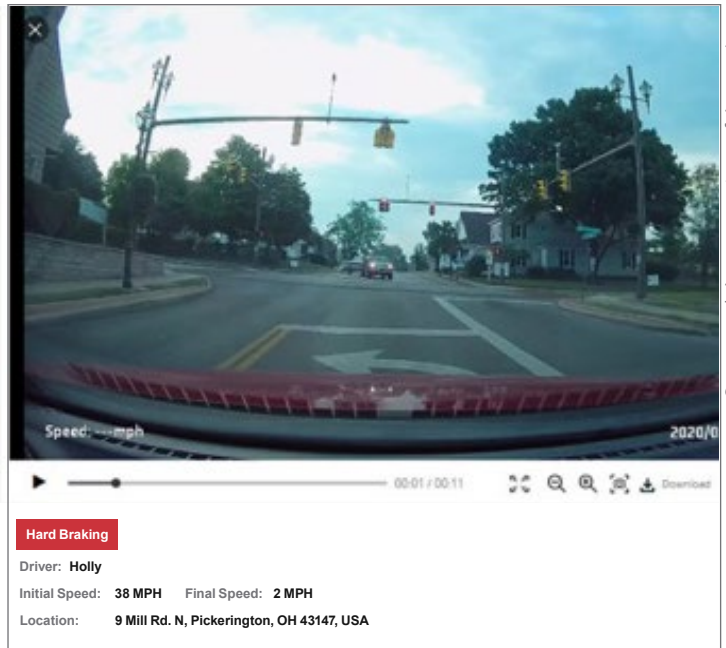 Speed: ---mph
2020/0
00:01 / 00:11
Download
Hard Braking
Driver: Holly
Initial Speed: 38 MPH Final Speed: 2 MPH
Location: 9 Mill Rd. N, Pickerington, OH 43147, USA